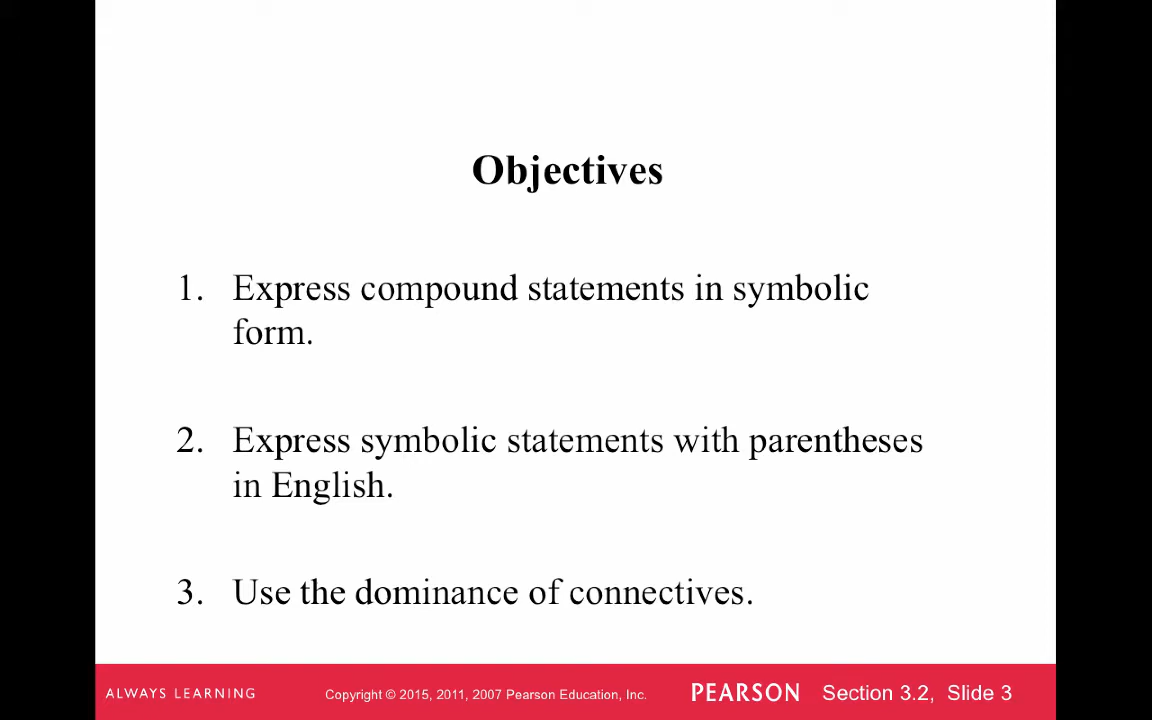 Objectives
1. Express compound statements in symbolic
form.
2. Express symbolic statements with parentheses
in English.
3. Use the dominance of connectives.
ALWAYS LEARNING Copyright © 2015, 2011, 2007 Pearson Education, Inc. PEARSON Section 3.2, Slide 3